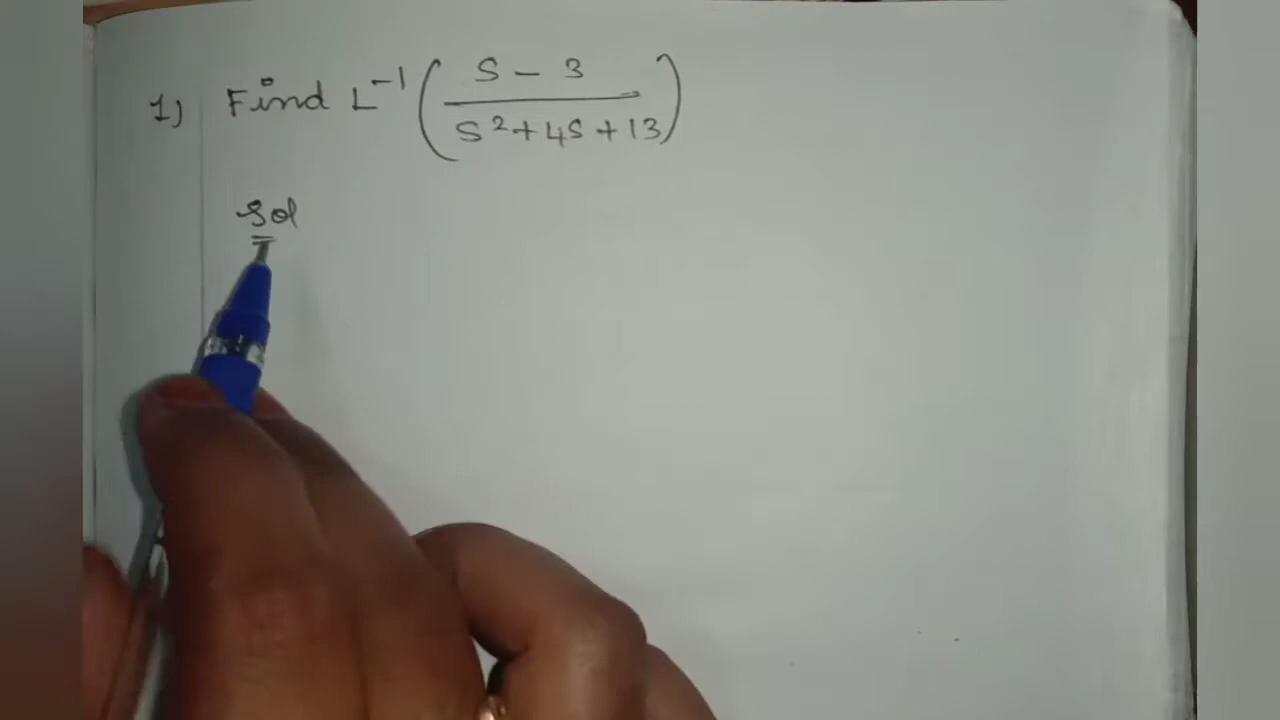 1) Find L⁻¹ ( (S - 3) / (S² + 4S + 13) )
Sol